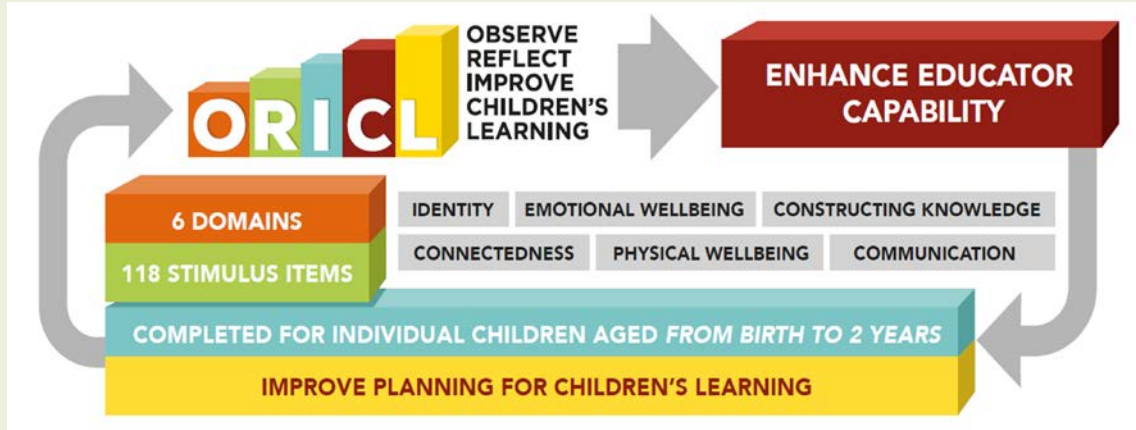 ORICL
OBSERVE
REFLECT
IMPROVE
CHILDREN'S
LEARNING
ENHANCE EDUCATOR
CAPABILITY
6 DOMAINS
118 STIMULUS ITEMS
IDENTITY
EMOTIONAL WELLBEING
CONSTRUCTING KNOWLEDGE
CONNECTEDNESS
PHYSICAL WELLBEING
COMMUNICATION
COMPLETED FOR INDIVIDUAL CHILDREN AGED FROM BIRTH TO 2 YEARS
IMPROVE PLANNING FOR CHILDREN'S LEARNING